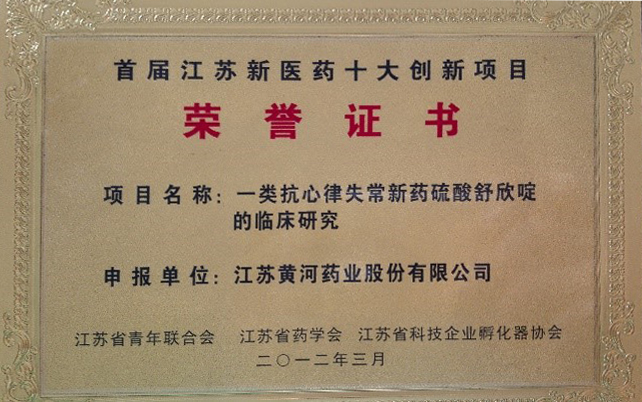 首届江苏新医药十大创新项目
荣誉证书
项目名称：一类抗心律失常新药硫酸舒欣啶
的临床研究
申报单位：江苏黄河药业股份有限公司
江苏省青年联合会 江苏省药学会 江苏省科技企业孵化器协会
二〇一二年三月